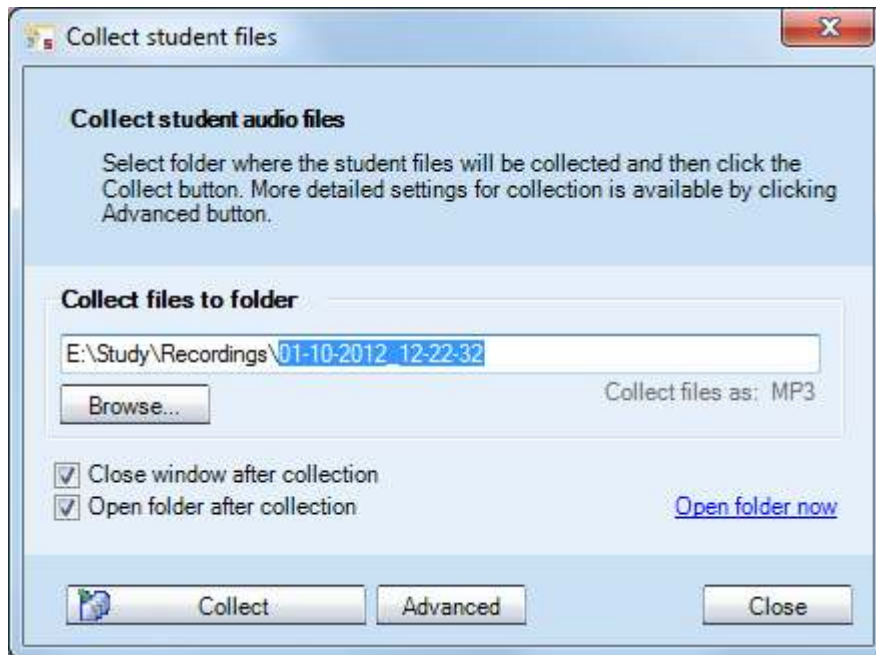 Collect student files
Collect student audio files
Select folder where the student files will be collected and then click the
Collect button. More detailed settings for collection is available by clicking
Advanced button.
Collect files to folder
E:\Study\Recordings\01-10-2012_12-22-32
Browse...
Collect files as: MP3
Close window after collection
Open folder after collection
Open folder now
Collect
Advanced
Close